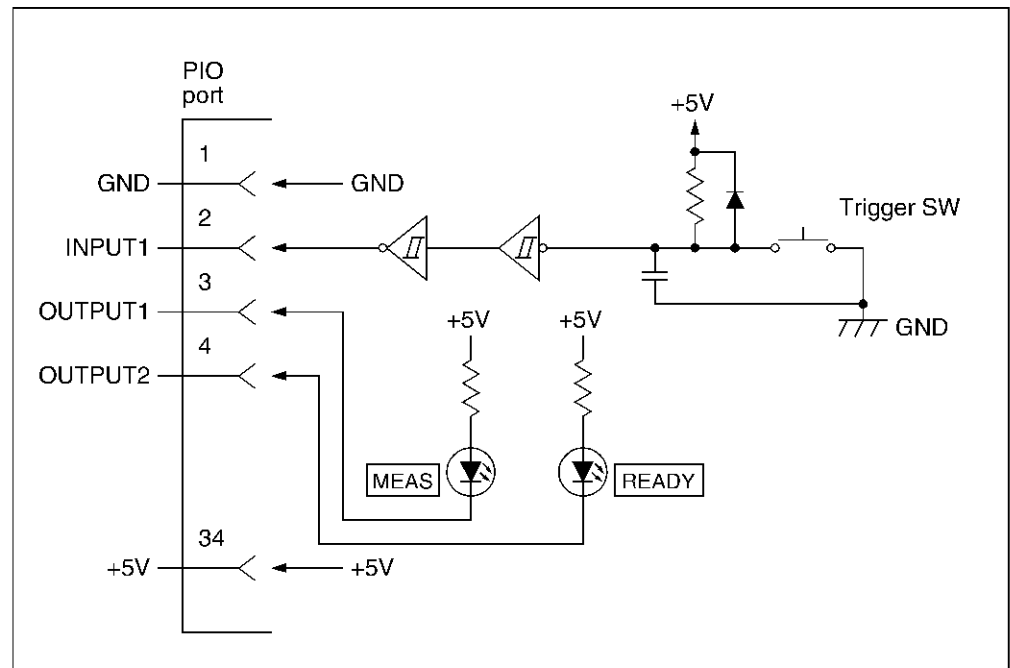 PIO
port
1
GND
GND
2
INPUT1
3
OUTPUT1
4
OUTPUT2
34
+5V
+5V
+5V
Trigger SW
GND
+5V
+5V
MEAS
READY